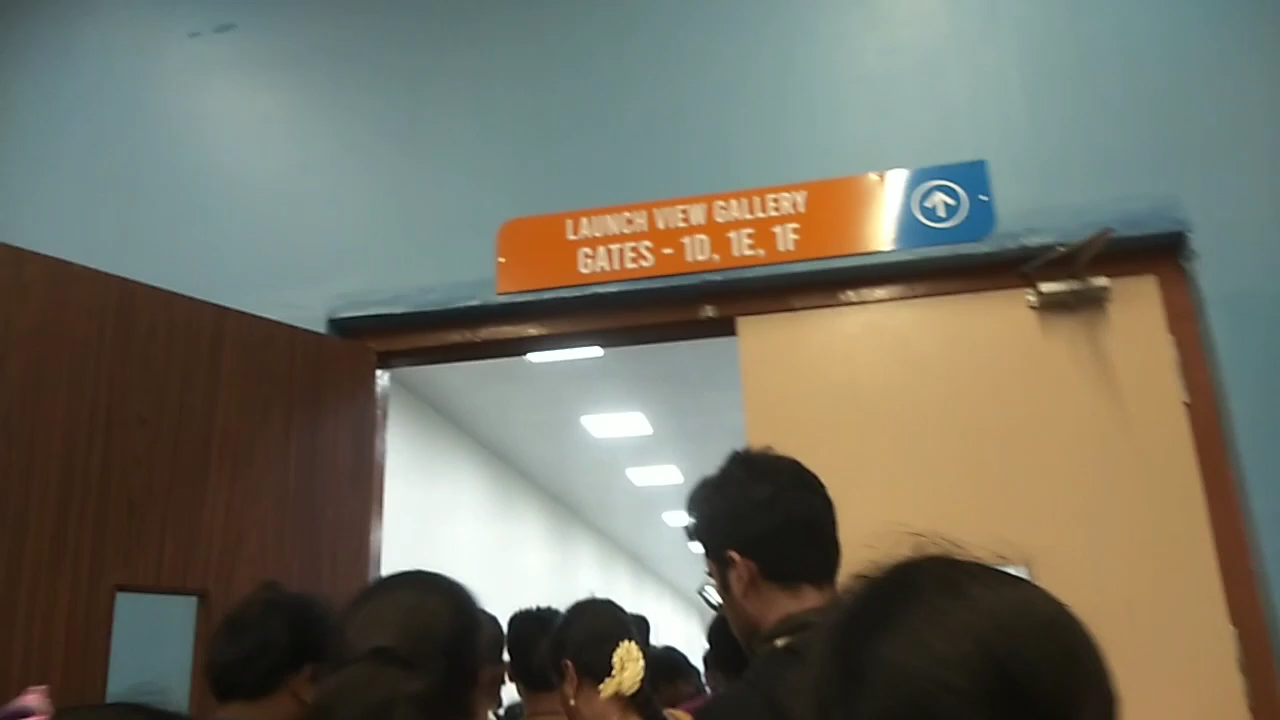 LAUNCH VIEW GALLERY
GATES - 1D, 1E, 1F